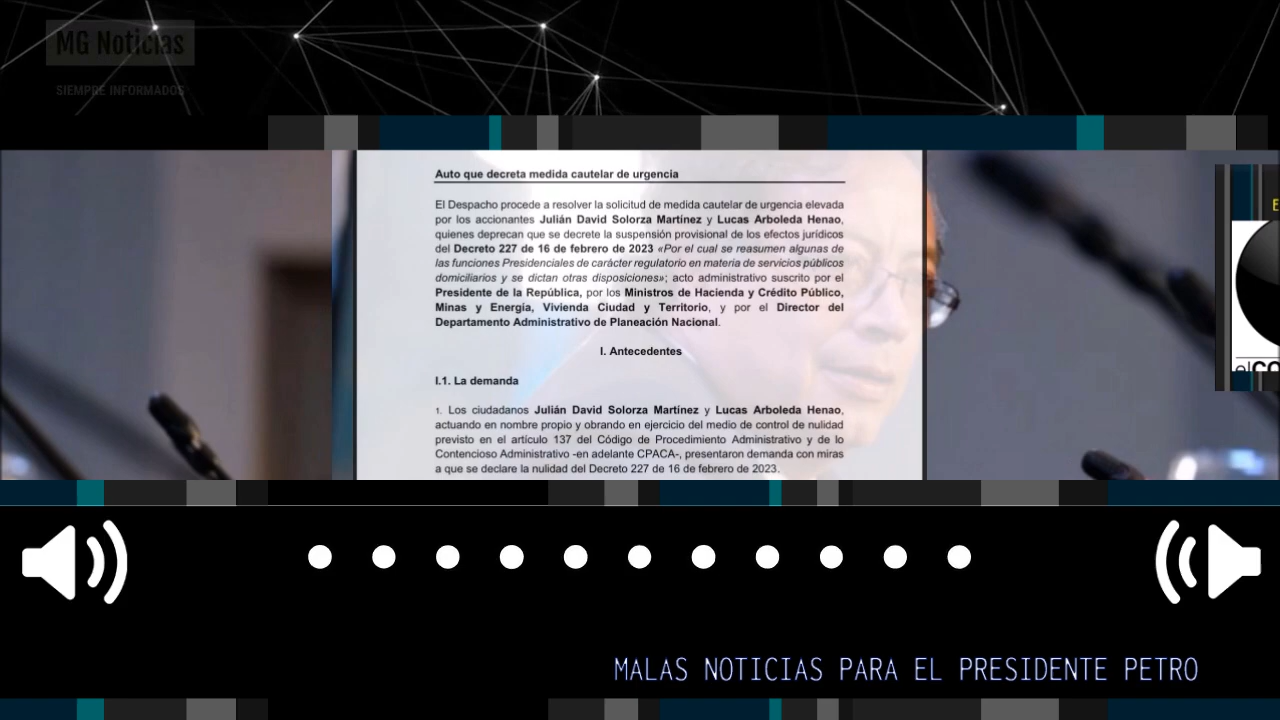 MG Noticias
SIEMPRE INFORMADOS
Auto que decreta medida cautelar de urgencia
El Despacho procede a resolver la solicitud de medida cautelar de urgencia elevada
por los accionantes Julián David Solorza Martínez y Lucas Arboleda Henao,
quienes deprecan que se decrete la suspensión provisional de los efectos jurídicos
del Decreto 227 de 16 de febrero de 2023 «Por el cual se reasumen algunas de
las funciones Presidenciales de carácter regulatorio en materia de servicios públicos
domiciliarios y se dictan otras disposiciones»; acto administrativo suscrito por el
Presidente de la República, por los Ministros de Hacienda y Crédito Público,
Minas y Energía, Vivienda Ciudad y Territorio, y por el Director del
Departamento Administrativo de Planeación Nacional.
I. Antecedentes
I.1. La demanda
1. Los ciudadanos Julián David Solorza Martínez y Lucas Arboleda Henao,
actuando en nombre propio y obrando en ejercicio del medio de control de nulidad
previsto en el artículo 137 del Código de Procedimiento Administrativo y de lo
Contencioso Administrativo -en adelante CPACA-, presentaron demanda con miras
a que se declare la nulidad del Decreto 227 de 16 de febrero de 2023.
MALAS NOTICIAS PARA EL PRESIDENTE PETRO